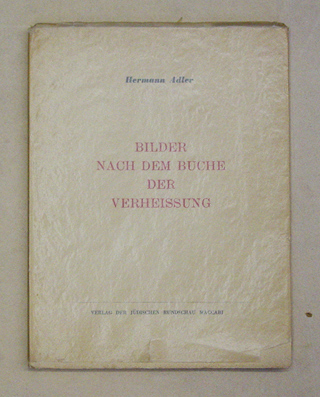 Hermann Adler
BILDER
NACH DEM BUCHE
DER
VERHEISSUNG
VERLAG DER JÜDISCHEN RUNDSCHAU MACCABI